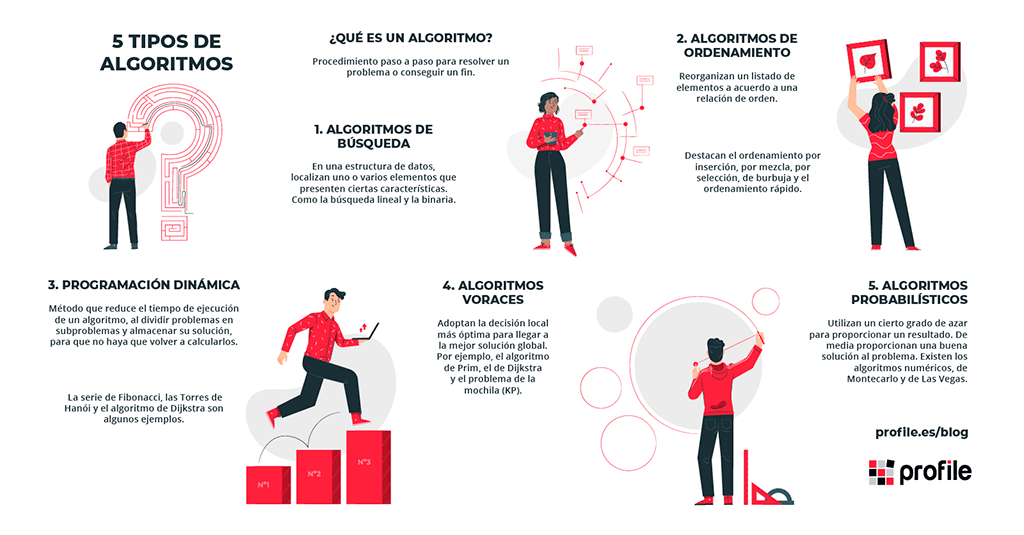 5 TIPOS DE
ALGORITMOS
¿QUÉ ES UN ALGORITMO?
Procedimiento paso a paso para resolver un
problema o conseguir un fin.
1. ALGORITMOS DE
BÚSQUEDA
En una estructura de datos,
localizan uno o varios elementos que
presenten ciertas características.
Como la búsqueda lineal y la binaria.
2. ALGORITMOS DE
ORDENAMIENTO
Reorganizan un listado de
elementos a acuerdo a una
relación de orden.
Destacan el ordenamiento por
inserción, por mezcla, por
selección, de burbuja y el
ordenamiento rápido.
3. PROGRAMACIÓN DINÁMICA
Método que reduce el tiempo de ejecución
de un algoritmo, al dividir problemas en
subproblemas y almacenar su solución,
para que no haya que volver a calcularlos.
La serie de Fibonacci, las Torres de
Hanói y el algoritmo de Dijkstra son
algunos ejemplos.
Nº1
Nº2
Nº3
4. ALGORITMOS
VORACES
Adoptan la decisión local
más óptima para llegar a
la mejor solución global.
Por ejemplo, el algoritmo
de Prim, el de Dijkstra
y el problema de la
mochila (KP).
5. ALGORITMOS
PROBABILÍSTICOS
Utilizan un cierto grado de azar
para proporcionar un resultado. De
media proporcionan una buena
solución al problema. Existen los
algoritmos numéricos, de
Montecarlo y de Las Vegas.
profile.es/blog
profile